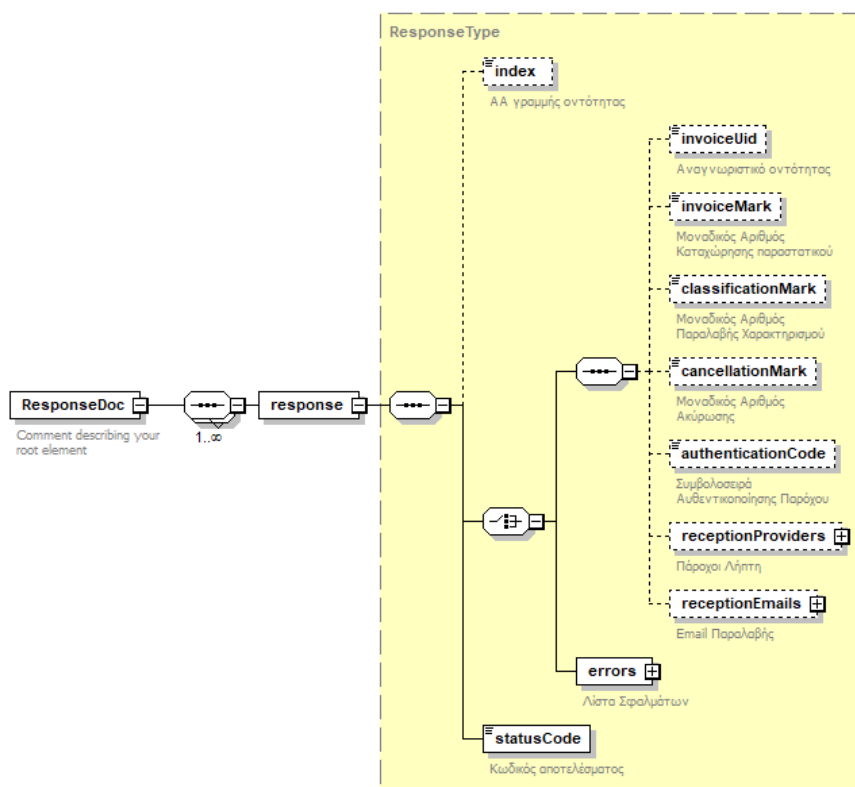 ResponseType
index
ΑΑ γραμμής οντότητας
invoiceUid
Αναγνωριστικό οντότητας
invoiceMark
Μοναδικός Αριθμός
Καταχώρησης παραστατικού
classificationMark
Μοναδικός Αριθμός
Παραλαβής Χαρακτηρισμού
cancellationMark
Μοναδικός Αριθμός
Ακύρωσης
ResponseDoc
Comment describing your
root element
1..∞
response
authenticationCode
Συμβολοσειρά
Αυθεντικοποίησης Παρόχου
receptionProviders
Πάροχοι Λήπτη
receptionEmails
Email Παραλαβής
errors
Λίστα Σφαλμάτων
statusCode
Κωδικός αποτελέσματος